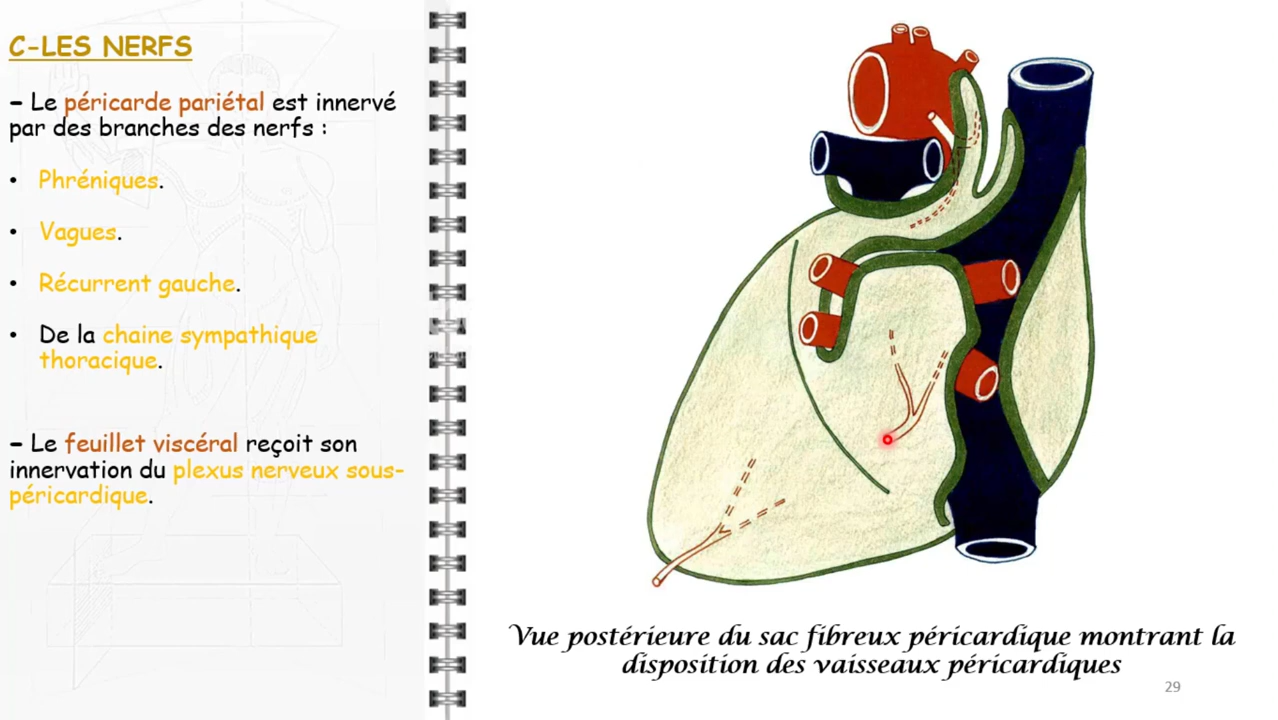 C-LES NERFS
– Le péricarde pariétal est innervé
par des branches des nerfs :
• Phréniques.
• Vagues.
• Récurrent gauche.
• De la chaine sympathique
thoracique.
– Le feuillet viscéral reçoit son
innervation du plexus nerveux sous-
péricardique.
Vue postérieure du sac fibreux péricardique montrant la
disposition des vaisseaux péricardiques
29